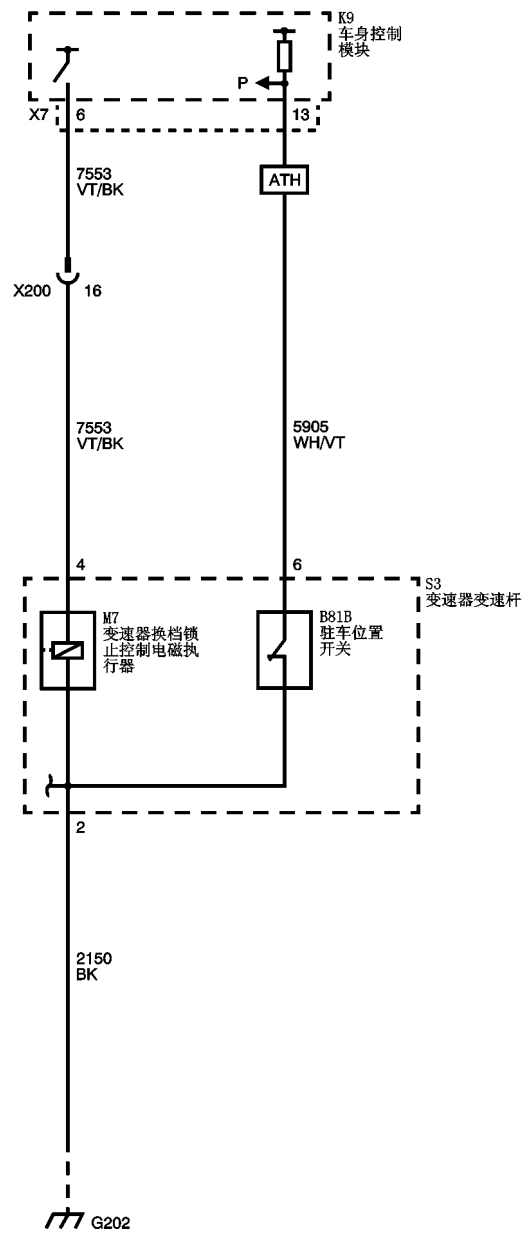 K9
车身控制
模块
P
X7
6
13
7553
VT/BK
ATH
X200
16
7553
VT/BK
5905
WH/VT
4
6
S3
变速器变速杆
M7
变速器换档锁
止控制电磁执
行器
B81B
驻车位置
开关
2
2150
BK
G202